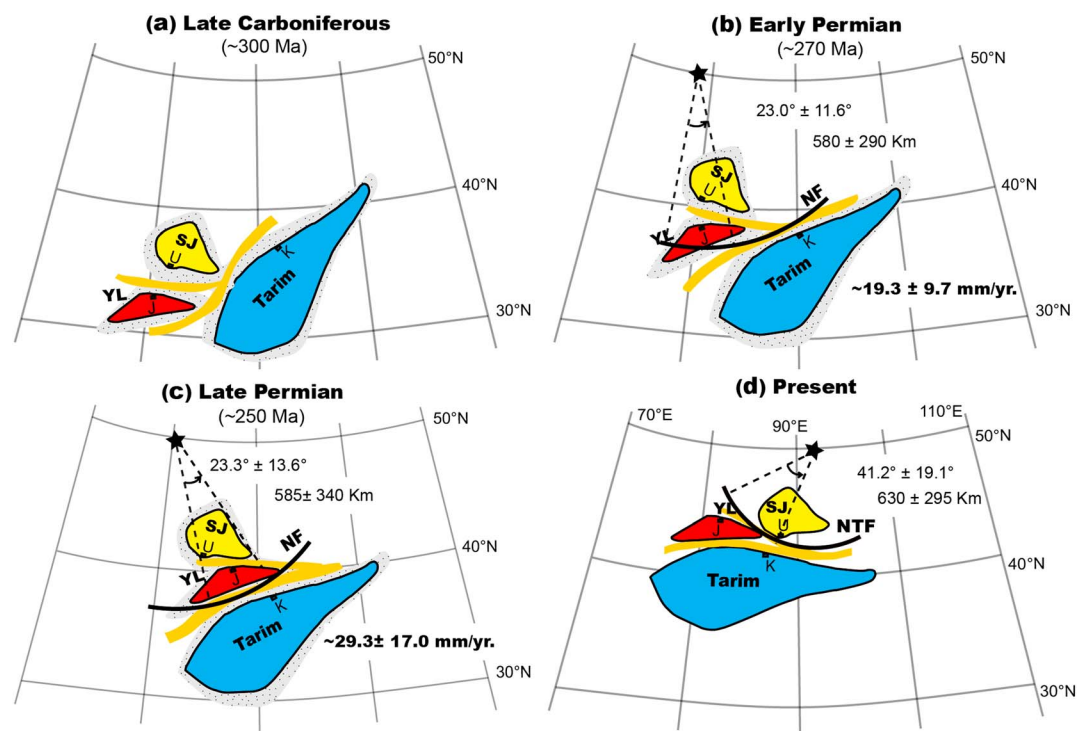 (a) Late Carboniferous
(~300 Ma)
50°N
40°N
30°N
SJ
U
YL
J
K
Tarim
(b) Early Permian
(~270 Ma)
50°N
23.0° ± 11.6°
580 ± 290 Km
40°N
SJ
U
NF
YL
J
K
Tarim
~19.3 ± 9.7 mm/yr.
30°N
(c) Late Permian
(~250 Ma)
50°N
23.3° ± 13.6°
585± 340 Km
SJ
U
NF
40°N
YL
J
K
Tarim
~29.3± 17.0 mm/yr.
30°N
(d) Present
70°E
90°E
110°E
50°N
41.2° ± 19.1°
630 ± 295 Km
YL
SJ
U
J
NTF
K
40°N
Tarim
30°N